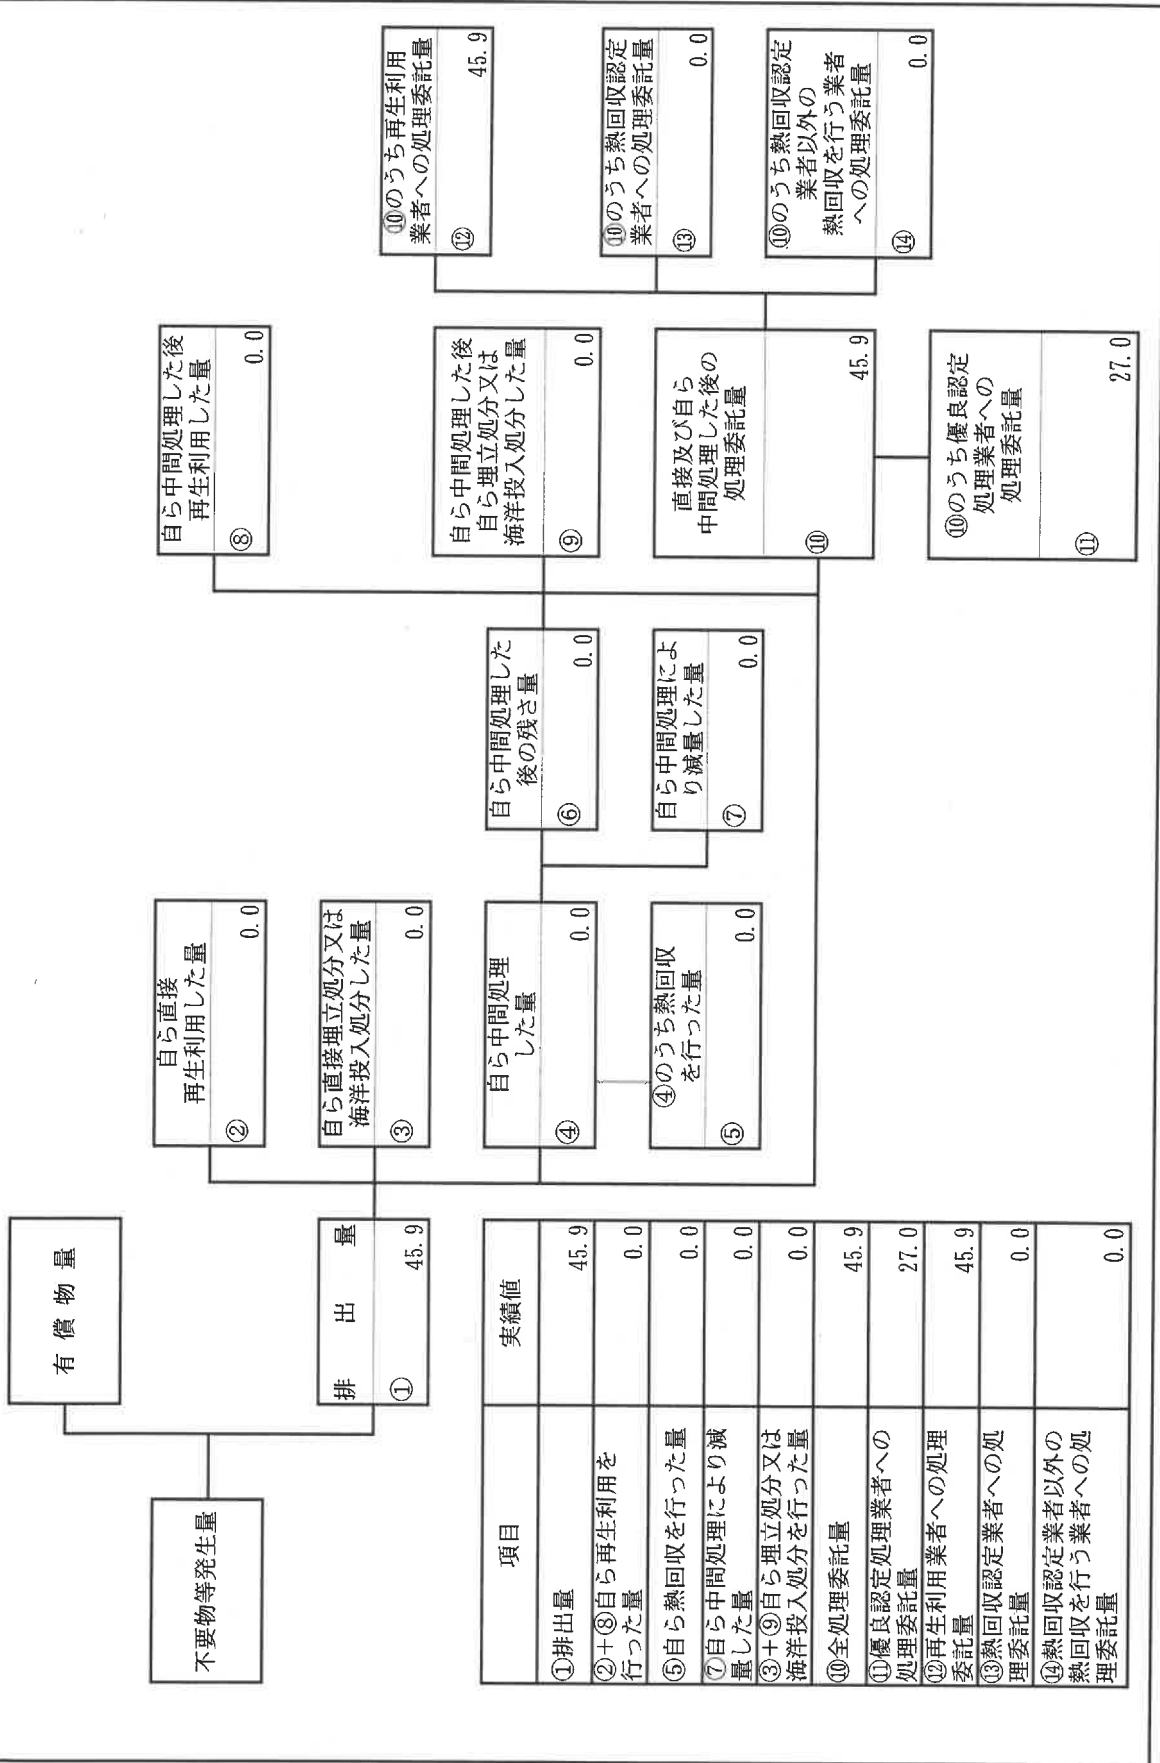 不要物等発生量
有償物量
排出量
① 45.9
自ら直接
再生利用した量
② 0.0
自ら直接埋立処分又は
海洋投入処分した量
③ 0.0
自ら中間処理
した量
④ 0.0
④のうち熱回収
を行った量
⑤ 0.0
自ら中間処理した
後の残さ量
⑥ 0.0
自ら中間処理によ
り減量した量
⑦ 0.0
自ら中間処理した後
再生利用した量
⑧ 0.0
自ら中間処理した後
自ら埋立処分又は
海洋投入処分した量
⑨ 0.0
直接及び自ら
中間処理した後の
処理委託量
⑩ 45.9
⑩のうち優良認定
処理業者への
処理委託量
⑪ 27.0
⑩のうち再生利用
業者への処理委託量
⑫ 45.9
⑩のうち熱回収認定
業者への処理委託量
⑬ 0.0
⑩のうち熱回収認定
業者以外の
熱回収を行う業者
への処理委託量
⑭ 0.0
項目 実績値
①排出量 45.9
②+⑧自ら再生利用を
行った量 0.0
⑤自ら熱回収を行った量 0.0
⑦自ら中間処理により減
量した量 0.0
③+⑨自ら埋立処分又は
海洋投入処分を行った量 0.0
⑩全処理委託量 45.9
⑪優良認定処理業者への
処理委託量 27.0
⑫再生利用業者への処理
委託量 45.9
⑬熱回収認定業者への処
理委託量 0.0
⑭熱回収認定業者以外の
熱回収を行う業者への処
理委託量 0.0